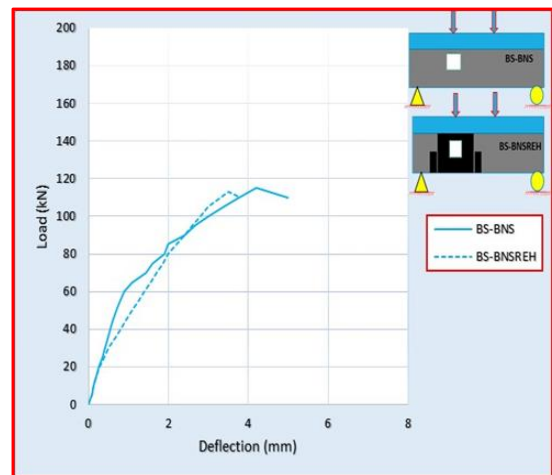 200
180
160
140
120
100
80
60
40
20
0
Load (kN)
0 2 4 6 8
Deflection (mm)
BS-BNS
BS-BNSREH
BS-BNS
BS-BNSREH